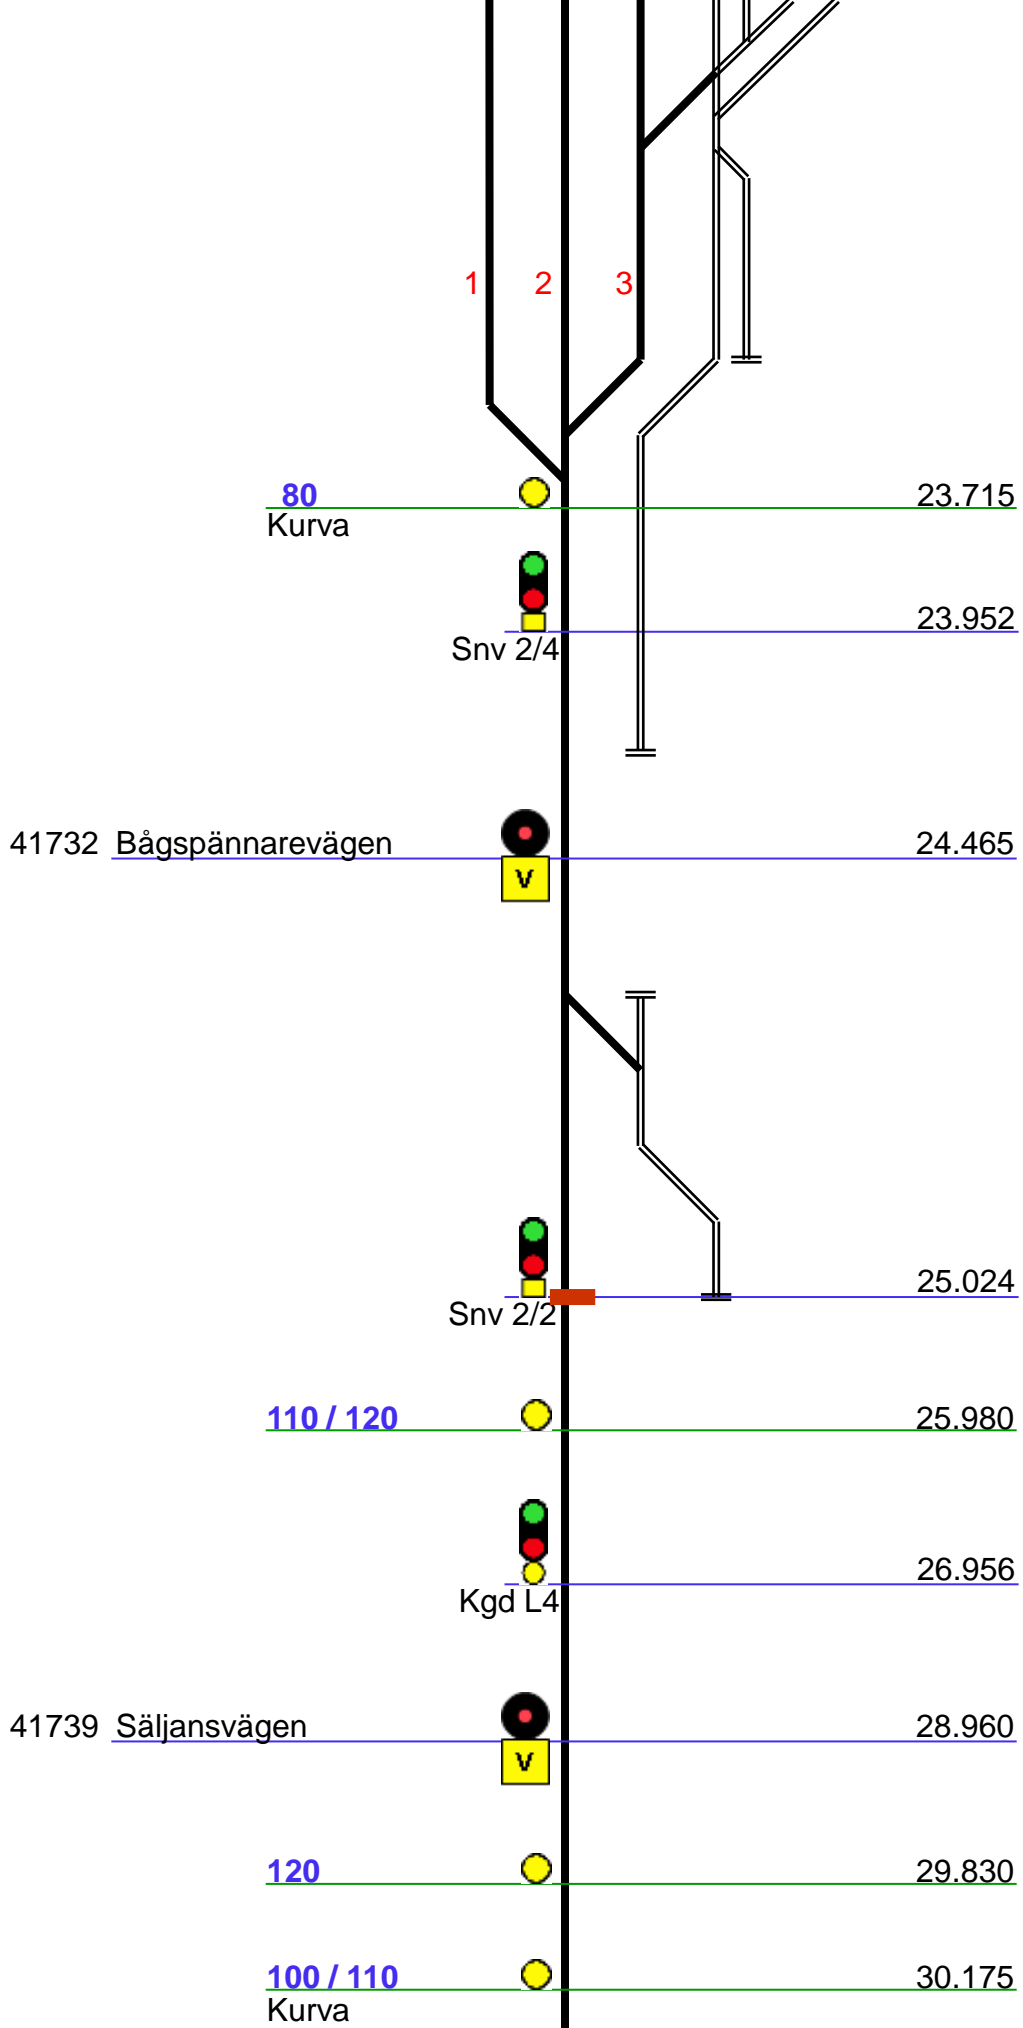 1 2 3
80 23.715
Kurva
23.952
Snv 2/4
41732 Bågspännarevägen 24.465
V
25.024
Snv 2/2
110 / 120 25.980
26.956
Kgd L4
41739 Säljansvägen 28.960
V
120 29.830
100 / 110 30.175
Kurva